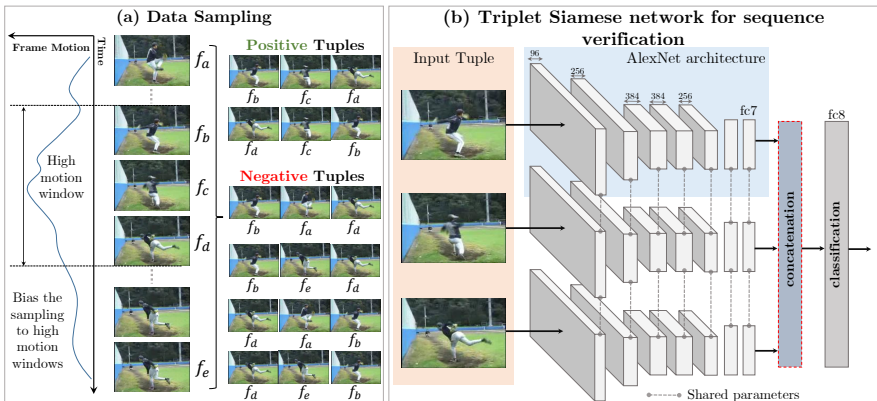 (a) Data Sampling
Frame Motion
Time
High
motion
window
Bias the
sampling to
high
motion
windows
f_a
f_b
f_c
f_d
f_e
Positive Tuples
f_b f_c f_d
f_d f_c f_b
Negative Tuples
f_b f_a f_d
f_b f_e f_d
f_d f_a f_b
f_d f_e f_b
(b) Triplet Siamese network for sequence
verification
Input Tuple
AlexNet architecture
96
256
384
384
256
fc7
fc8
concatenation
classification
Shared parameters